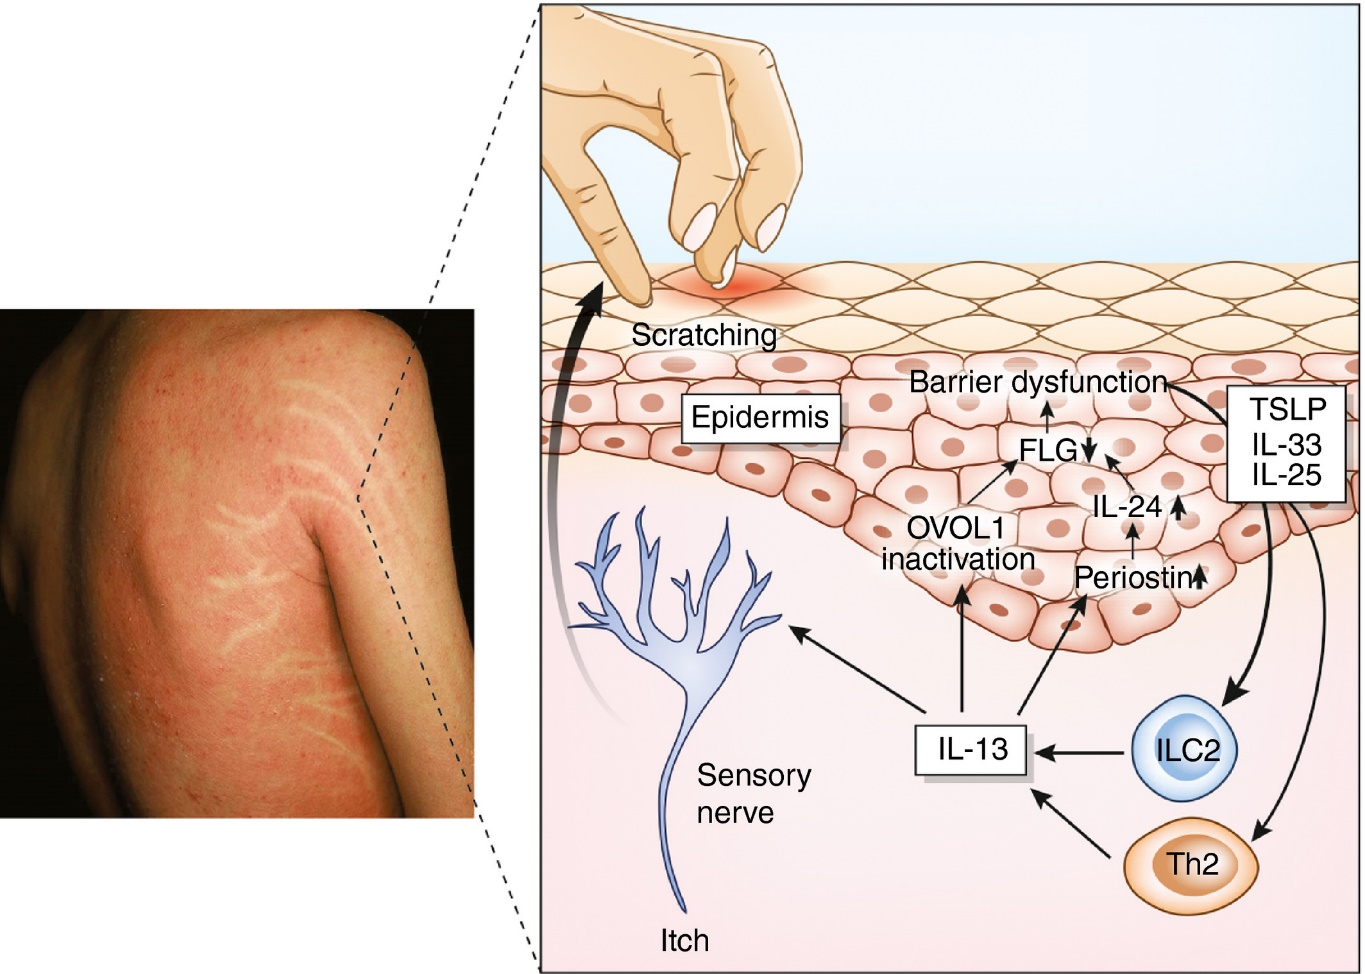 Scratching
Barrier dysfunction
Epidermis
TSLP
IL-33
IL-25
FLG
IL-24
OVOL1
inactivation
Periostin
IL-13
ILC2
Sensory
nerve
Th2
Itch